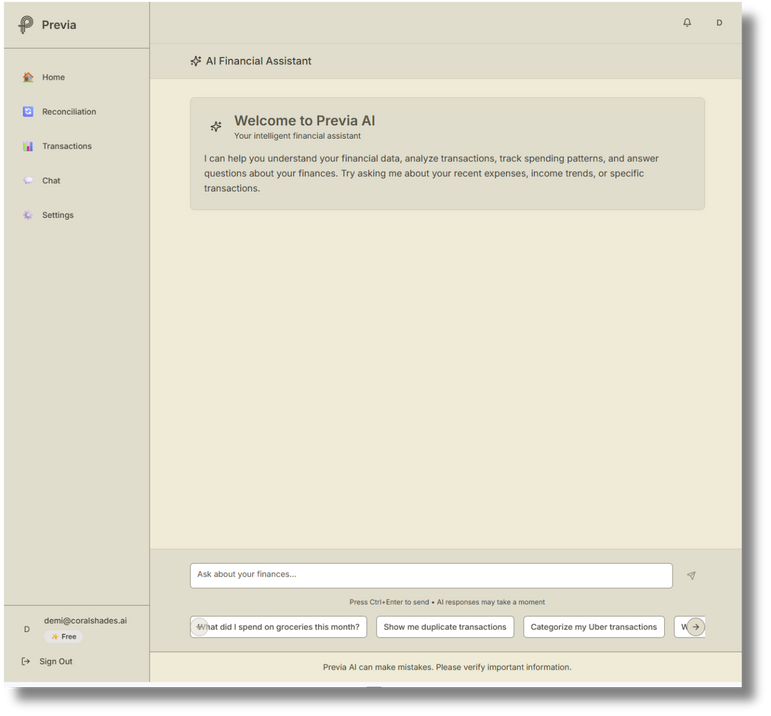 Previa
D
AI Financial Assistant
Home
Reconciliation
Transactions
Chat
Settings
Welcome to Previa AI
Your intelligent financial assistant
I can help you understand your financial data, analyze transactions, track spending patterns, and answer
questions about your finances. Try asking me about your recent expenses, income trends, or specific
transactions.
Ask about your finances...
Press Ctrl+Enter to send • AI responses may take a moment
What did I spend on groceries this month?
Show me duplicate transactions
Categorize my Uber transactions
Previa AI can make mistakes. Please verify important information.
D
demi@coralshades.ai
✨ Free
Sign Out